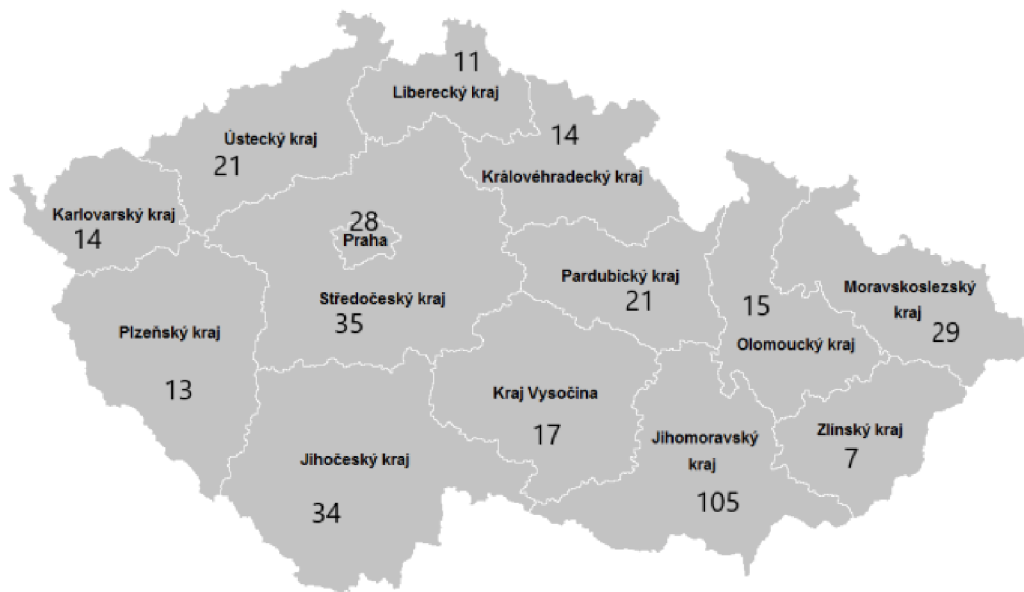 11
Liberecký kraj
14
Královéhradecký kraj
Ústecký kraj
21
Karlovarský kraj
14
28
Praha
Středočeský kraj
35
Pardubický kraj
21
15
Olomoucký kraj
Moravskoslezský
kraj
29
Plzeňský kraj
13
Kraj Vysočina
17
Jihočeský kraj
34
Jihomoravský
kraj
105
Zlínský kraj
7